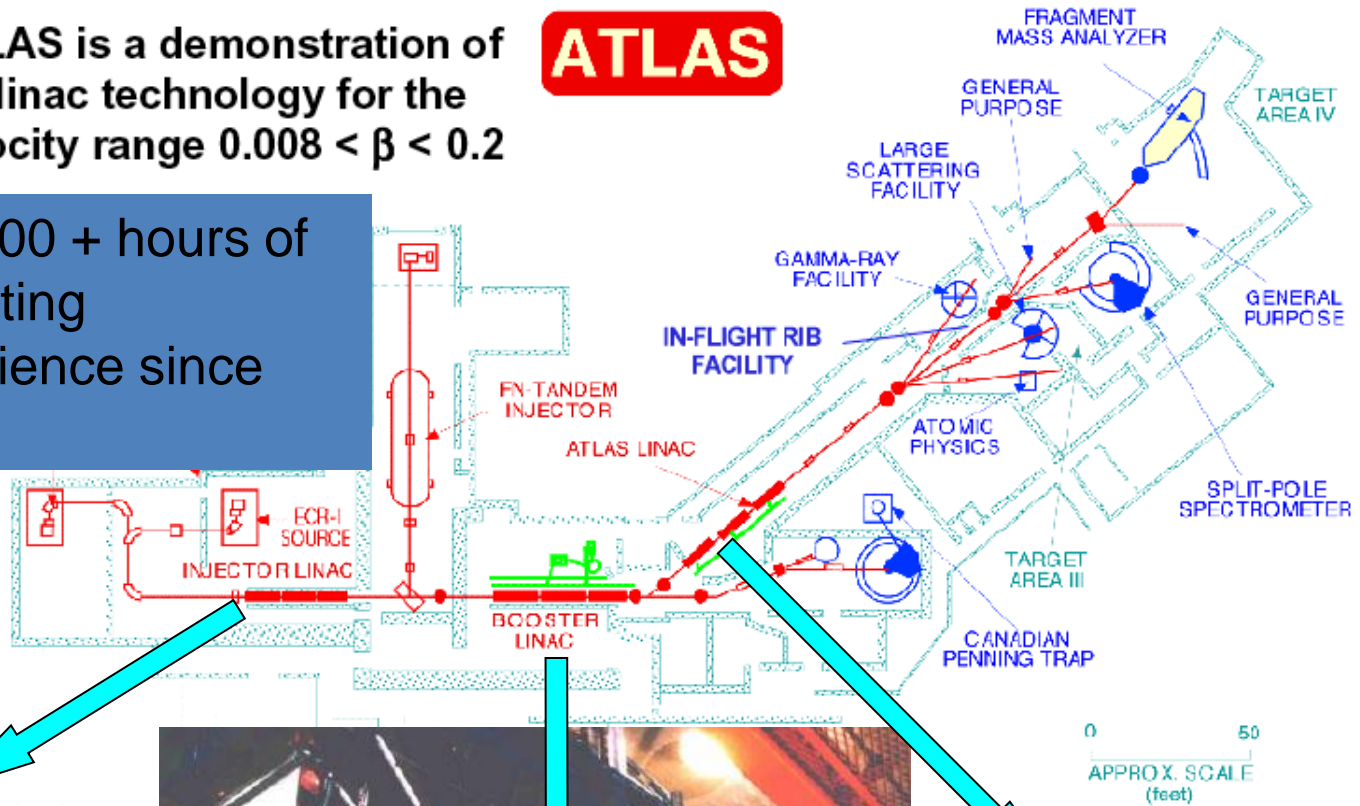 LAS is a demonstration of
linac technology for the
ocity range 0.008 < β < 0.2
ATLAS
00 + hours of
ting
ience since
FRAGMENT
MASS ANALYZER
GENERAL
PURPOSE
TARGET
AREA IV
LARGE
SCATTERING
FACILITY
GAMMA-RAY
FACILITY
GENERAL
PURPOSE
IN-FLIGHT RIB
FACILITY
FN-TANDEM
INJECTOR
ATLAS LINAC
ATOMIC
PHYSICS
SPLIT-POLE
SPECTROMETER
ECR-I
SOURCE
INJECTOR LINAC
TARGET
AREA III
BOOSTER
LINAC
CANADIAN
PENNING TRAP
0 50
APPROX. SCALE
(feet)